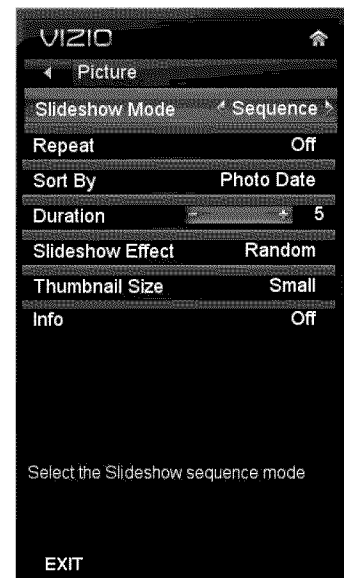 VIZIO
Picture
Slideshow Mode Sequence
Repeat Off
Sort By Photo Date
Duration - + 5
Slideshow Effect Random
Thumbnail Size Small
Info Off
Select the Slideshow sequence mode
EXIT